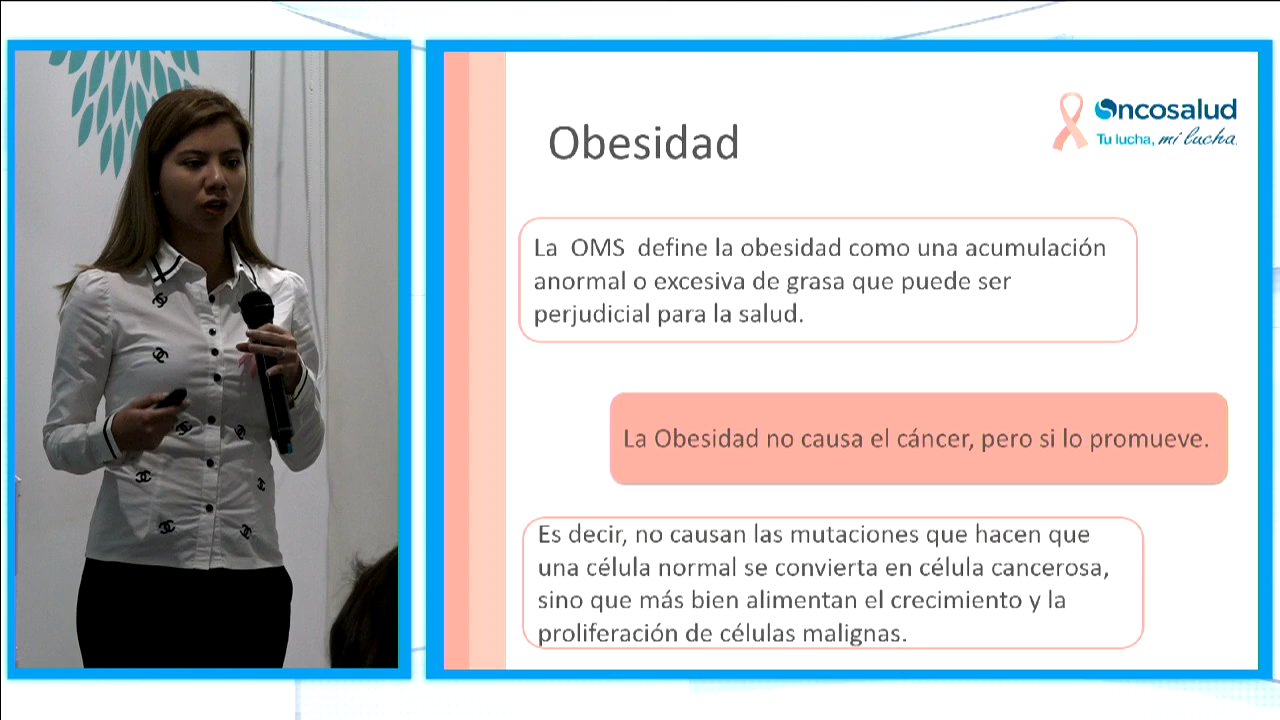 Obesidad
Oncosalud
Tu lucha, mi lucha.
La OMS define la obesidad como una acumulación
anormal o excesiva de grasa que puede ser
perjudicial para la salud.
La Obesidad no causa el cáncer, pero si lo promueve.
Es decir, no causan las mutaciones que hacen que
una célula normal se convierta en célula cancerosa,
sino que más bien alimentan el crecimiento y la
proliferación de células malignas.